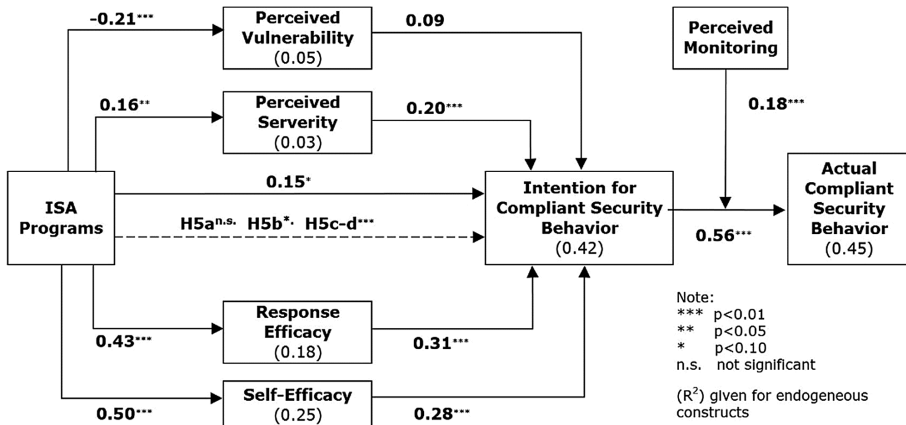 -0.21***
Perceived
Vulnerability
(0.05)
0.09
Perceived
Monitoring
0.16**
Perceived
Serverity
(0.03)
0.20***
0.18***
ISA
Programs
0.15*
H5a n.s. H5b*. H5c-d***
Intention for
Compliant Security
Behavior
(0.42)
0.56***
Actual
Compliant
Security
Behavior
(0.45)
0.43***
Response
Efficacy
(0.18)
0.31***
0.50***
Self-Efficacy
(0.25)
0.28***
Note:
*** p<0.01
** p<0.05
* p<0.10
n.s. not significant
(R²) given for endogeneous
constructs